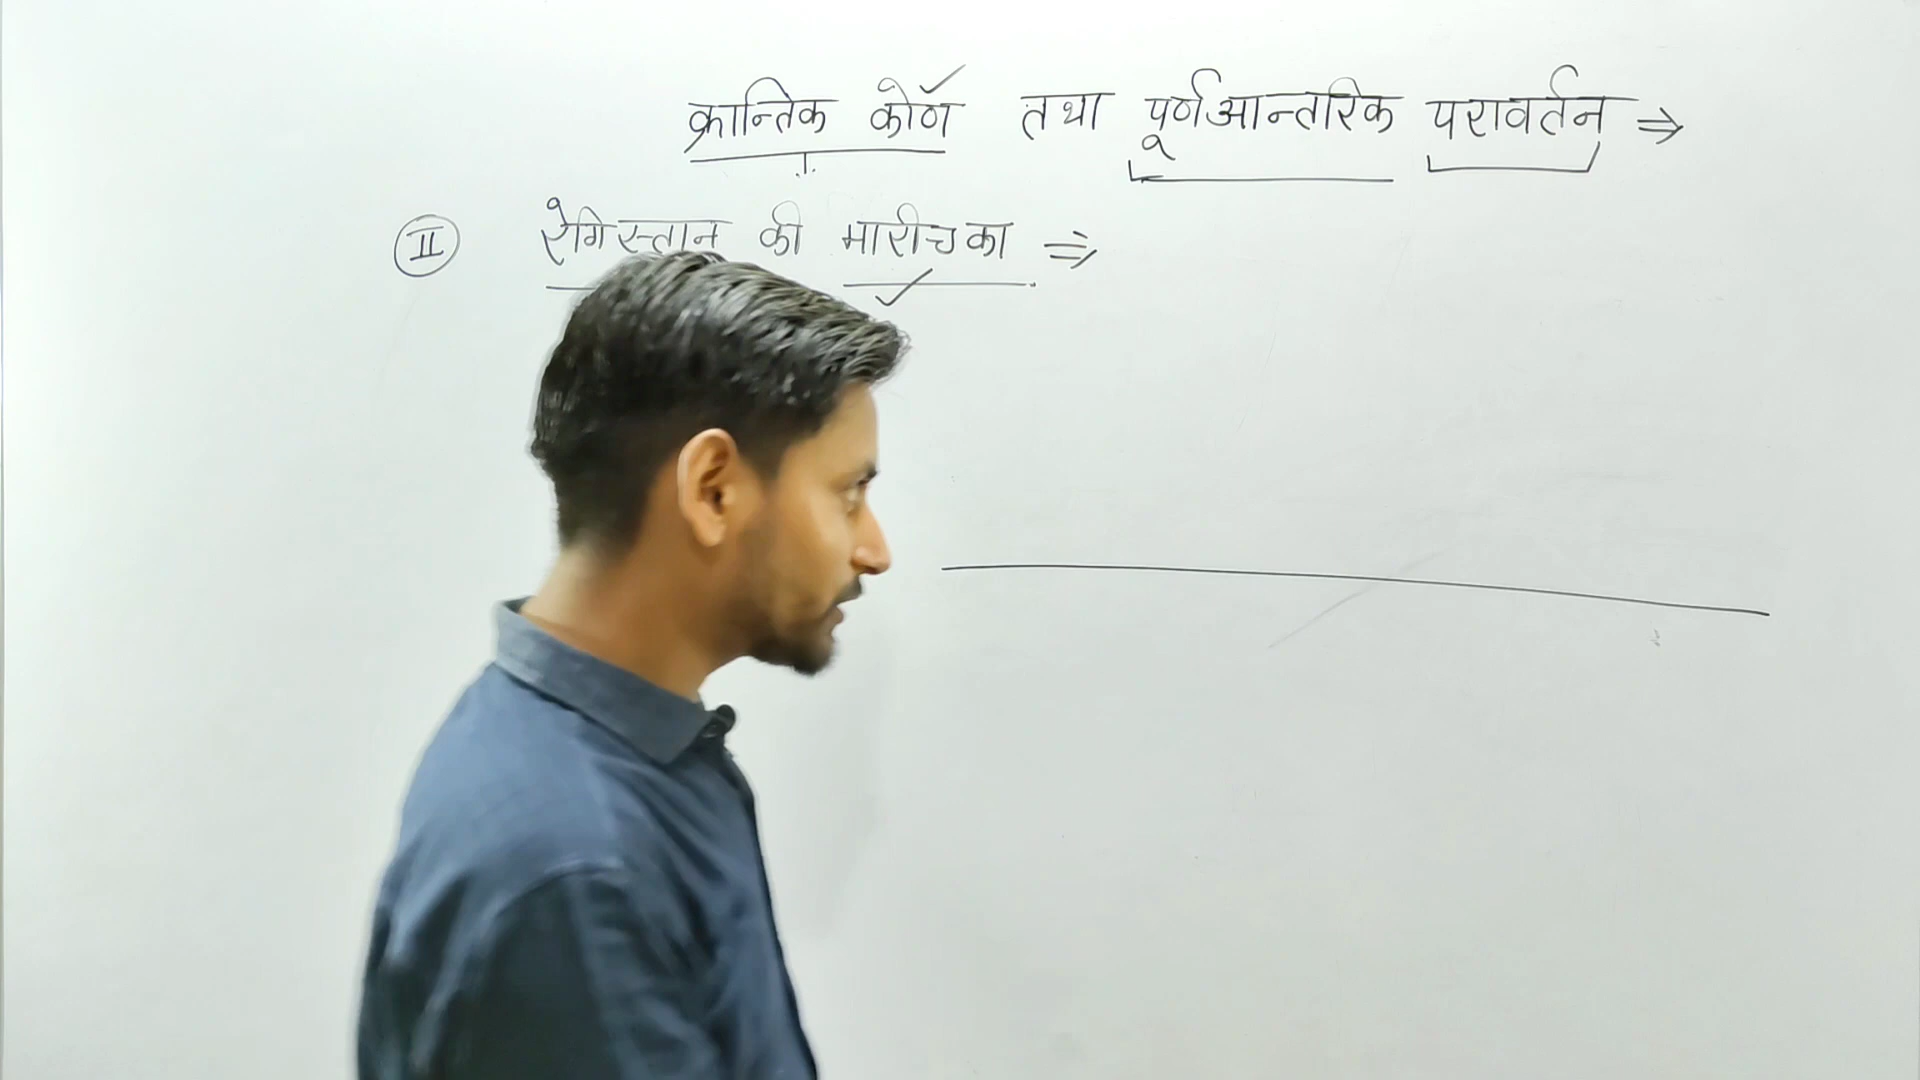 क्रान्तिक कोण तथा पूर्णआन्तरिक परावर्तन ⇒
II रेगिस्तान की मारीचका ⇒